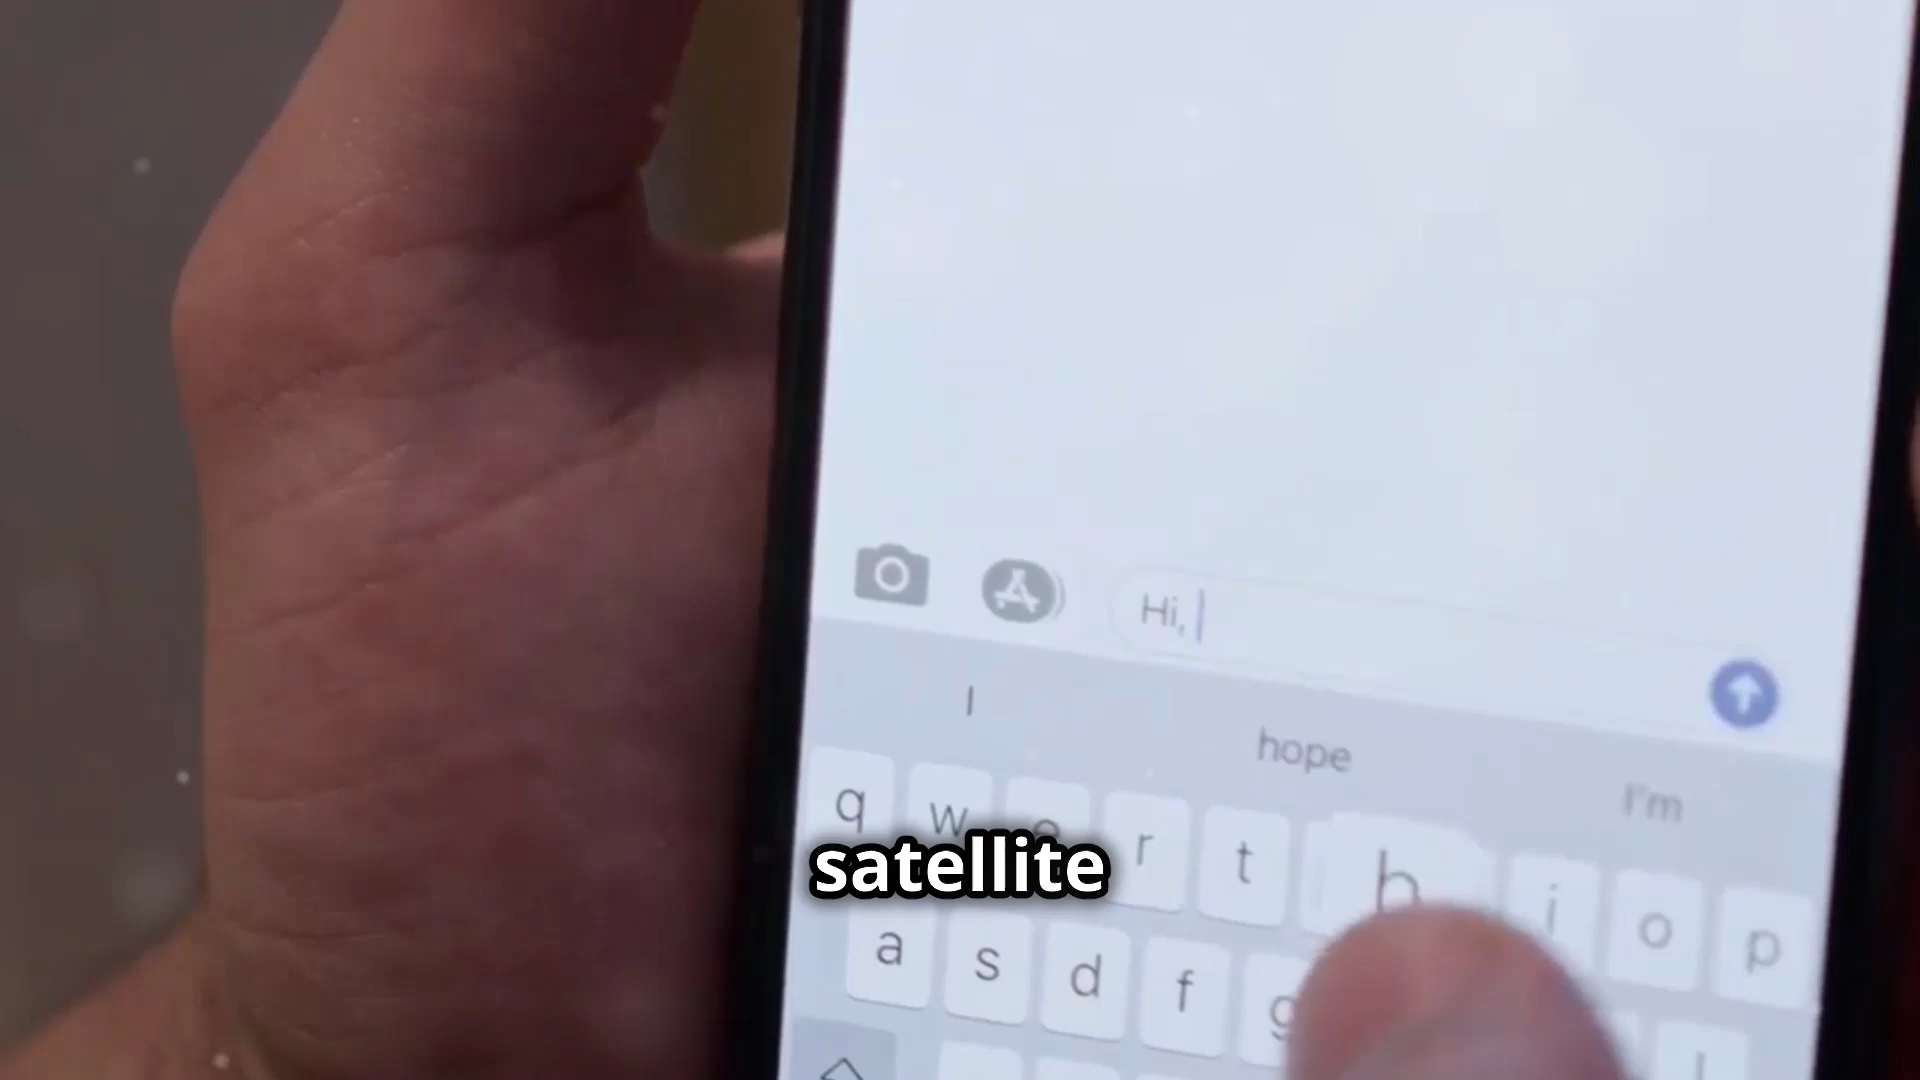 Hi,
I hope I'm
q w e r t h i o p
satellite
a s d f g